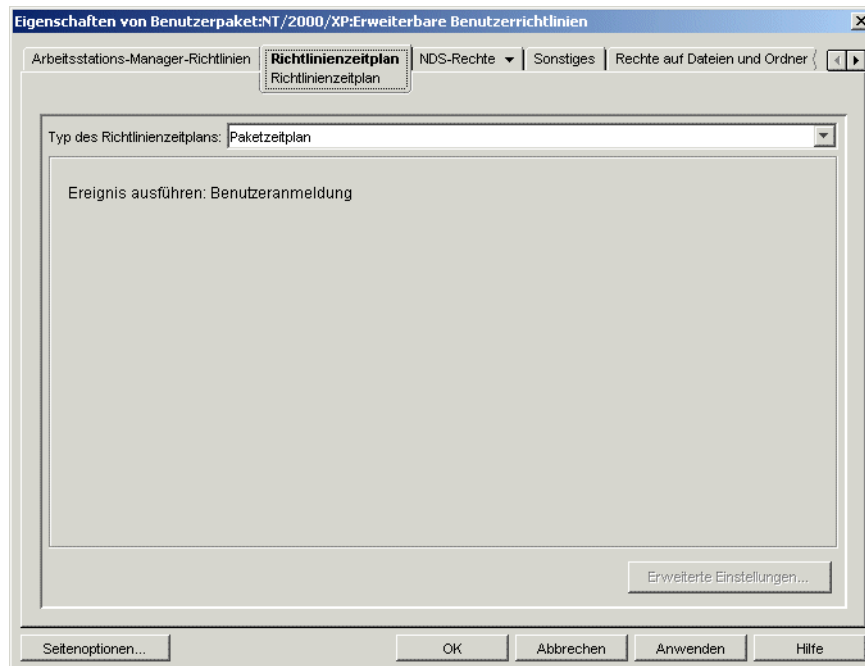 Eigenschaften von Benutzerpaket:NT/2000/XP:Erweiterbare Benutzerrichtlinien
Arbeitsstations-Manager-Richtlinien
Richtlinienzeitplan
NDS-Rechte
Sonstiges
Rechte auf Dateien und Ordner
Richtlinienzeitplan
Typ des Richtlinienzeitplans: Paketzeitplan
Ereignis ausführen: Benutzeranmeldung
Erweiterte Einstellungen...
Seitenoptionen...
OK
Abbrechen
Anwenden
Hilfe